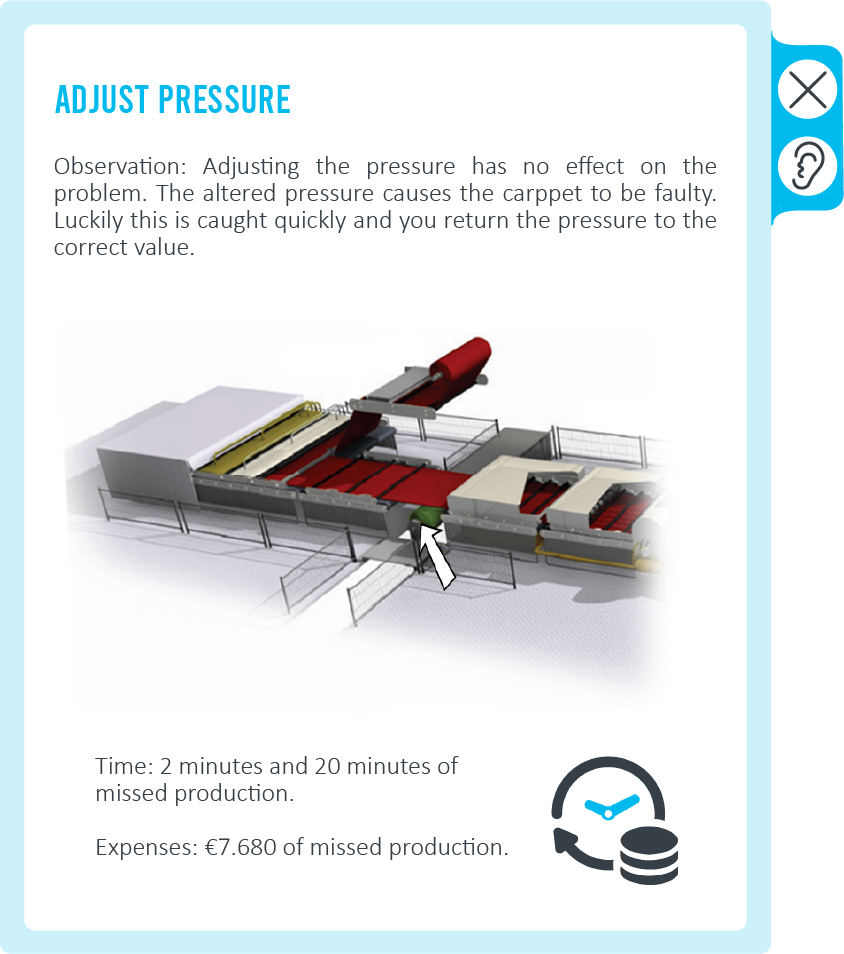 ADJUST PRESSURE
Observation: Adjusting the pressure has no effect on the
problem. The altered pressure causes the carppet to be faulty.
Luckily this is caught quickly and you return the pressure to the
correct value.
Time: 2 minutes and 20 minutes of
missed production.
Expenses: €7.680 of missed production.